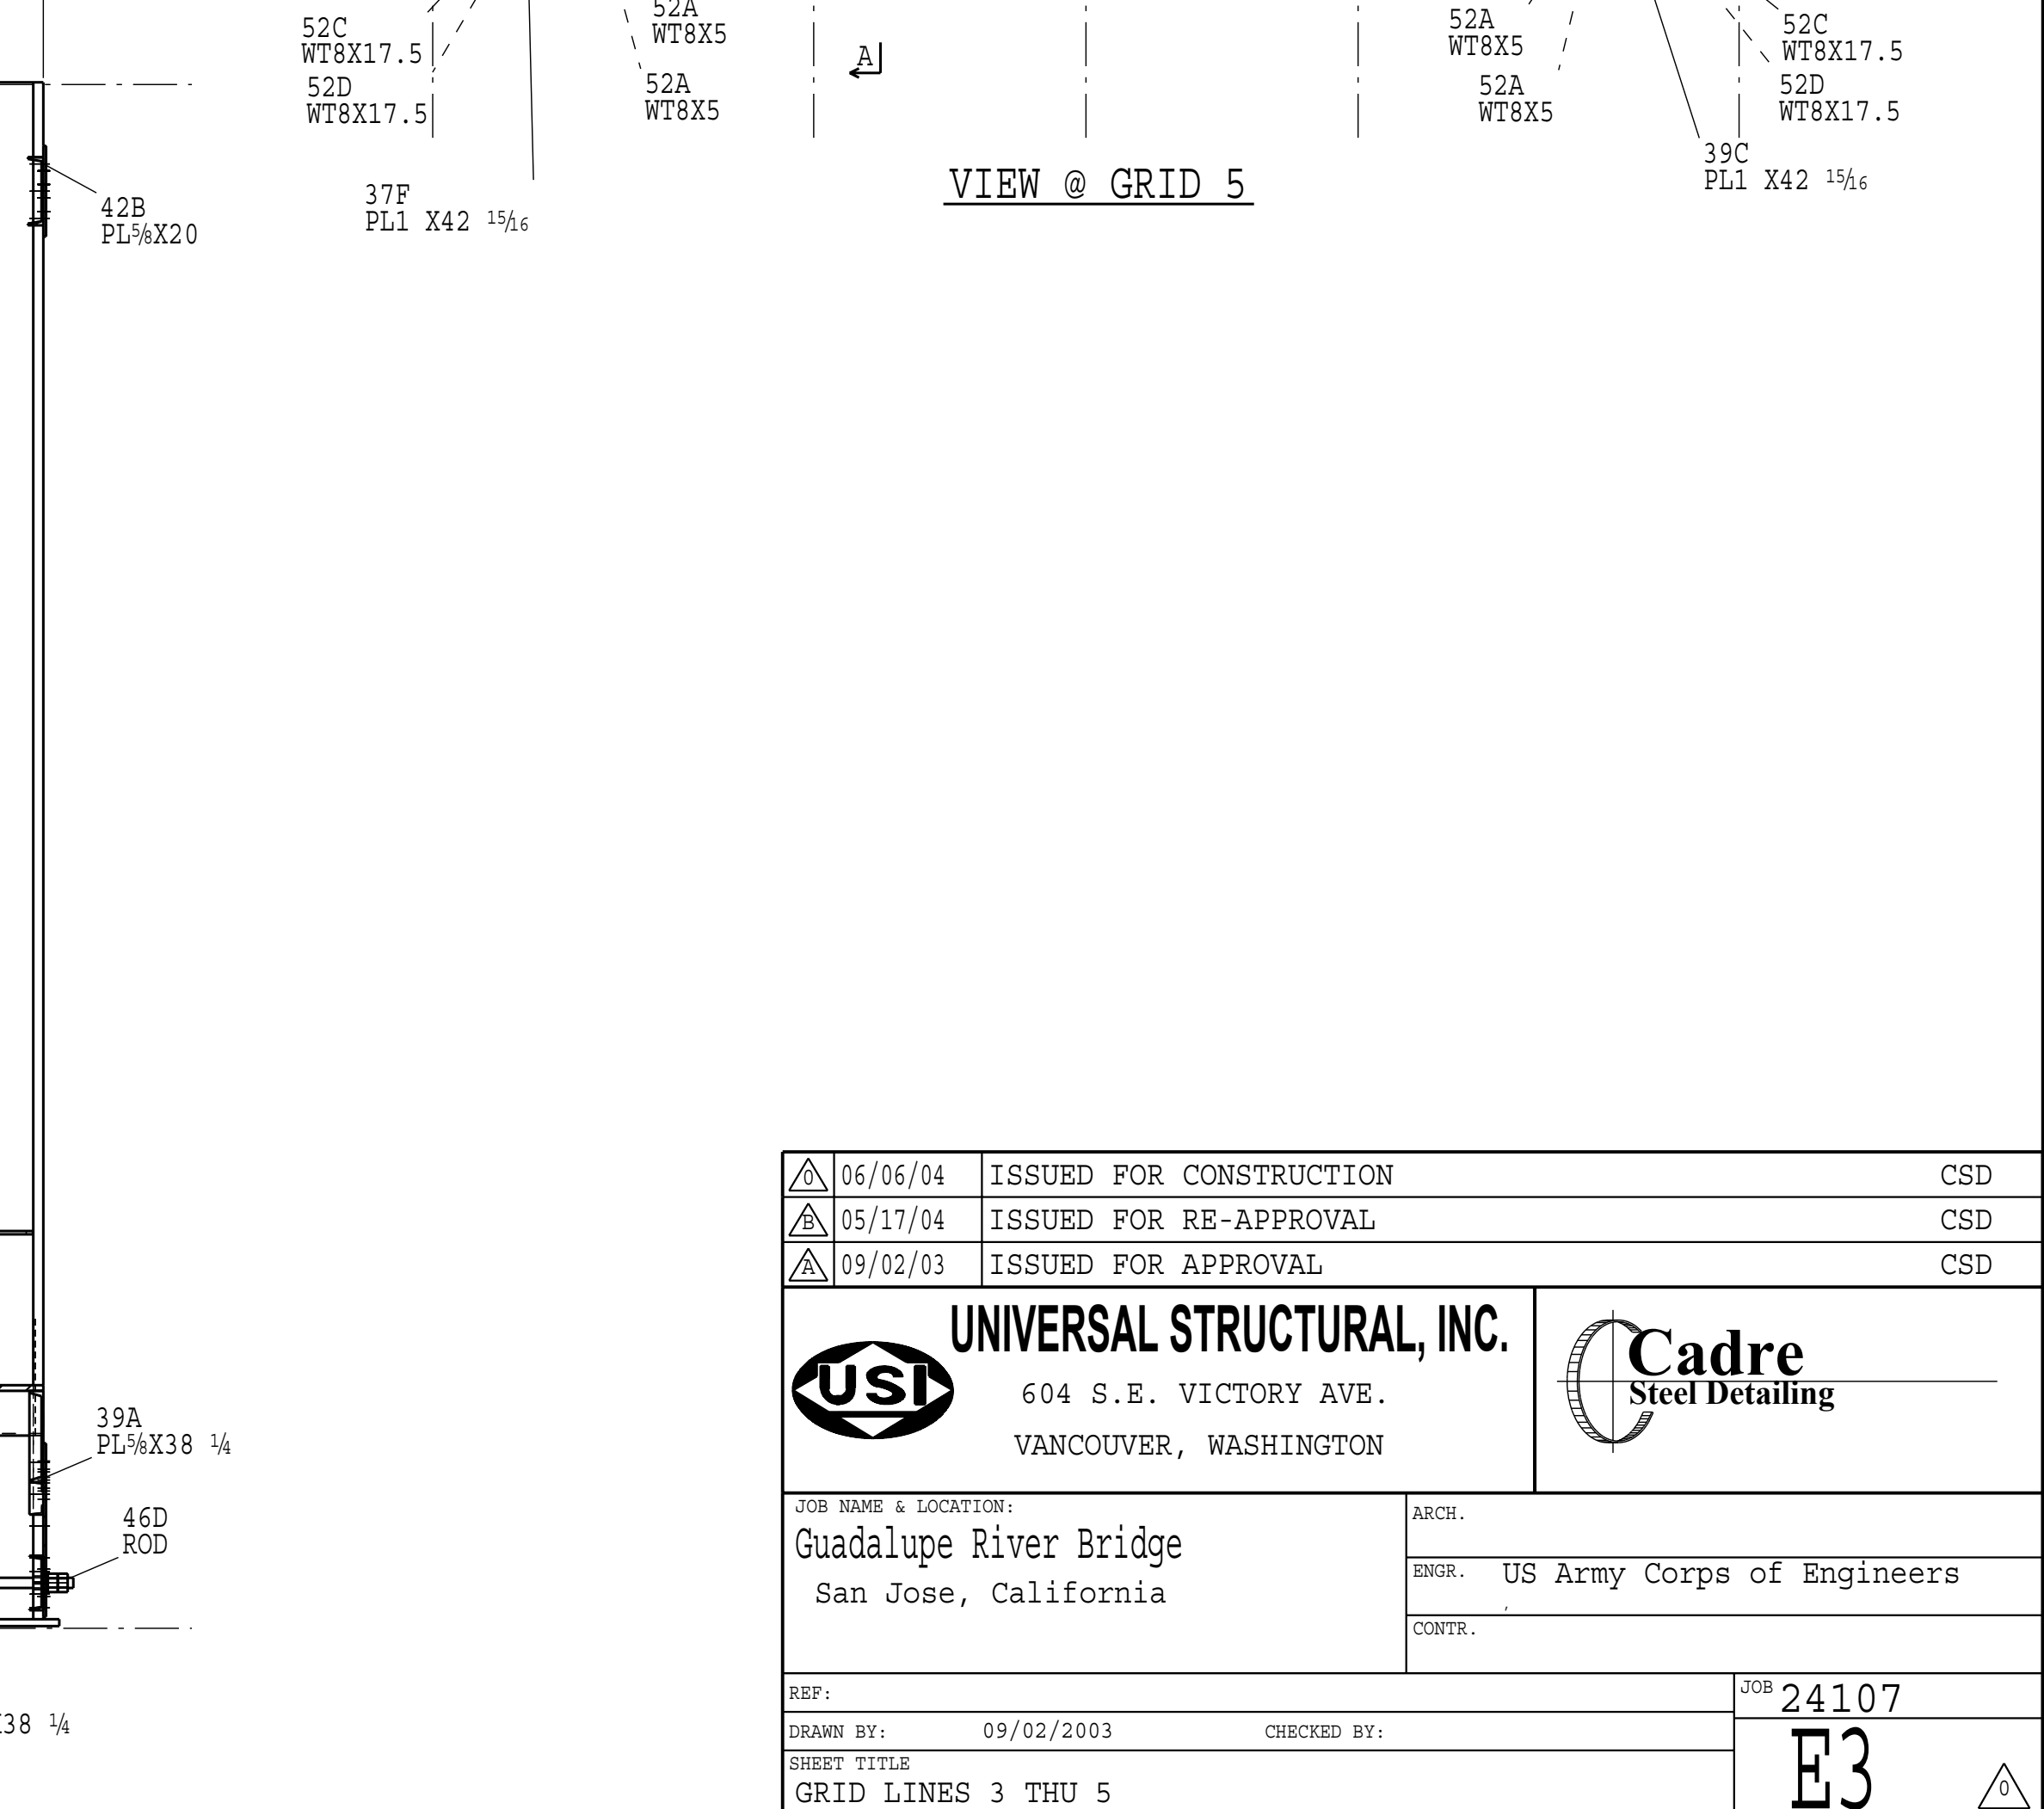 52C
WT8X17.5
52D
WT8X17.5
52A
WT8X5
52A
WT8X5
A
52A
WT8X5
52A
WT8X5
52C
WT8X17.5
52D
WT8X17.5
39C
PL1 X42 15/16
37F
PL1 X42 15/16
VIEW @ GRID 5
42B
PL5/8X20
39A
PL5/8X38 1/4
46D
ROD
38 1/4
0 06/06/04 ISSUED FOR CONSTRUCTION CSD
B 05/17/04 ISSUED FOR RE-APPROVAL CSD
A 09/02/03 ISSUED FOR APPROVAL CSD
USI
UNIVERSAL STRUCTURAL, INC.
604 S.E. VICTORY AVE.
VANCOUVER, WASHINGTON
Cadre
Steel Detailing
JOB NAME & LOCATION:
Guadalupe River Bridge
San Jose, California
ARCH.
ENGR. US Army Corps of Engineers
,
CONTR.
REF:
DRAWN BY: 09/02/2003 CHECKED BY:
SHEET TITLE
GRID LINES 3 THU 5
JOB 24107
E3
0